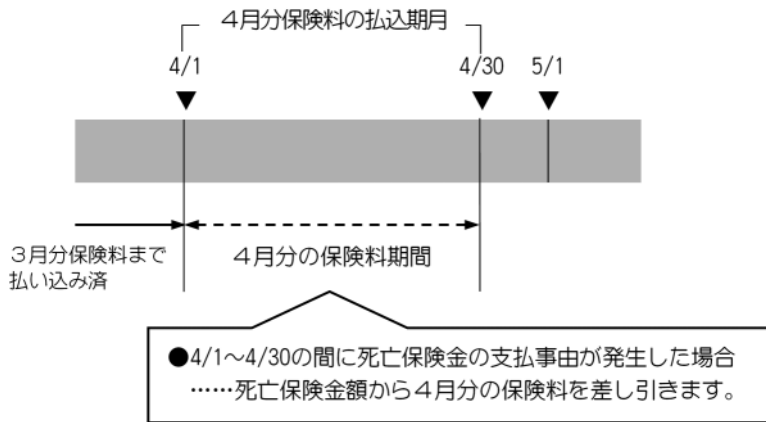 ４月分保険料の払込期月
4/1
4/30
5/1
３月分保険料まで
払い込み済
４月分の保険料期間
●4/1～4/30の間に死亡保険金の支払事由が発生した場合
……死亡保険金額から４月分の保険料を差し引きます。